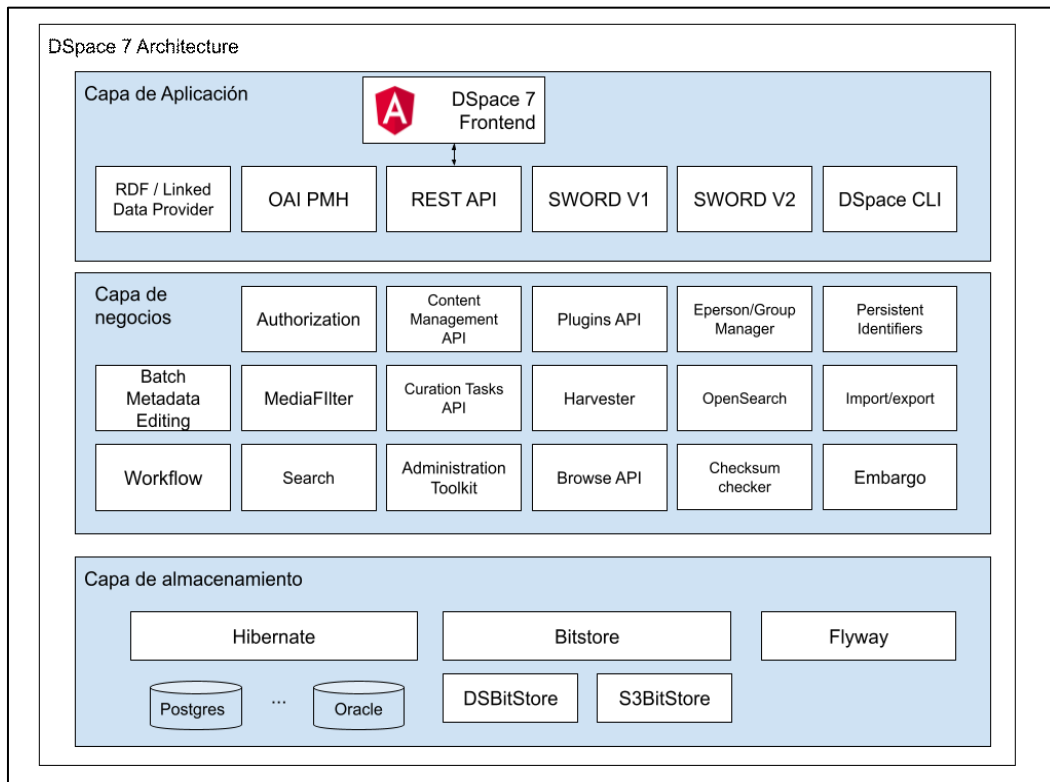 DSpace 7 Architecture
Capa de Aplicación
DSpace 7
Frontend
RDF / Linked
Data Provider
OAI PMH
REST API
SWORD V1
SWORD V2
DSpace CLI
Capa de
negocios
Authorization
Content
Management
API
Plugins API
Eperson/Group
Manager
Persistent
Identifiers
Batch
Metadata
Editing
MediaFIlter
Curation Tasks
API
Harvester
OpenSearch
Import/export
Workflow
Search
Administration
Toolkit
Browse API
Checksum
checker
Embargo
Capa de almacenamiento
Hibernate
Bitstore
Flyway
Postgres
...
Oracle
DSBitStore
S3BitStore